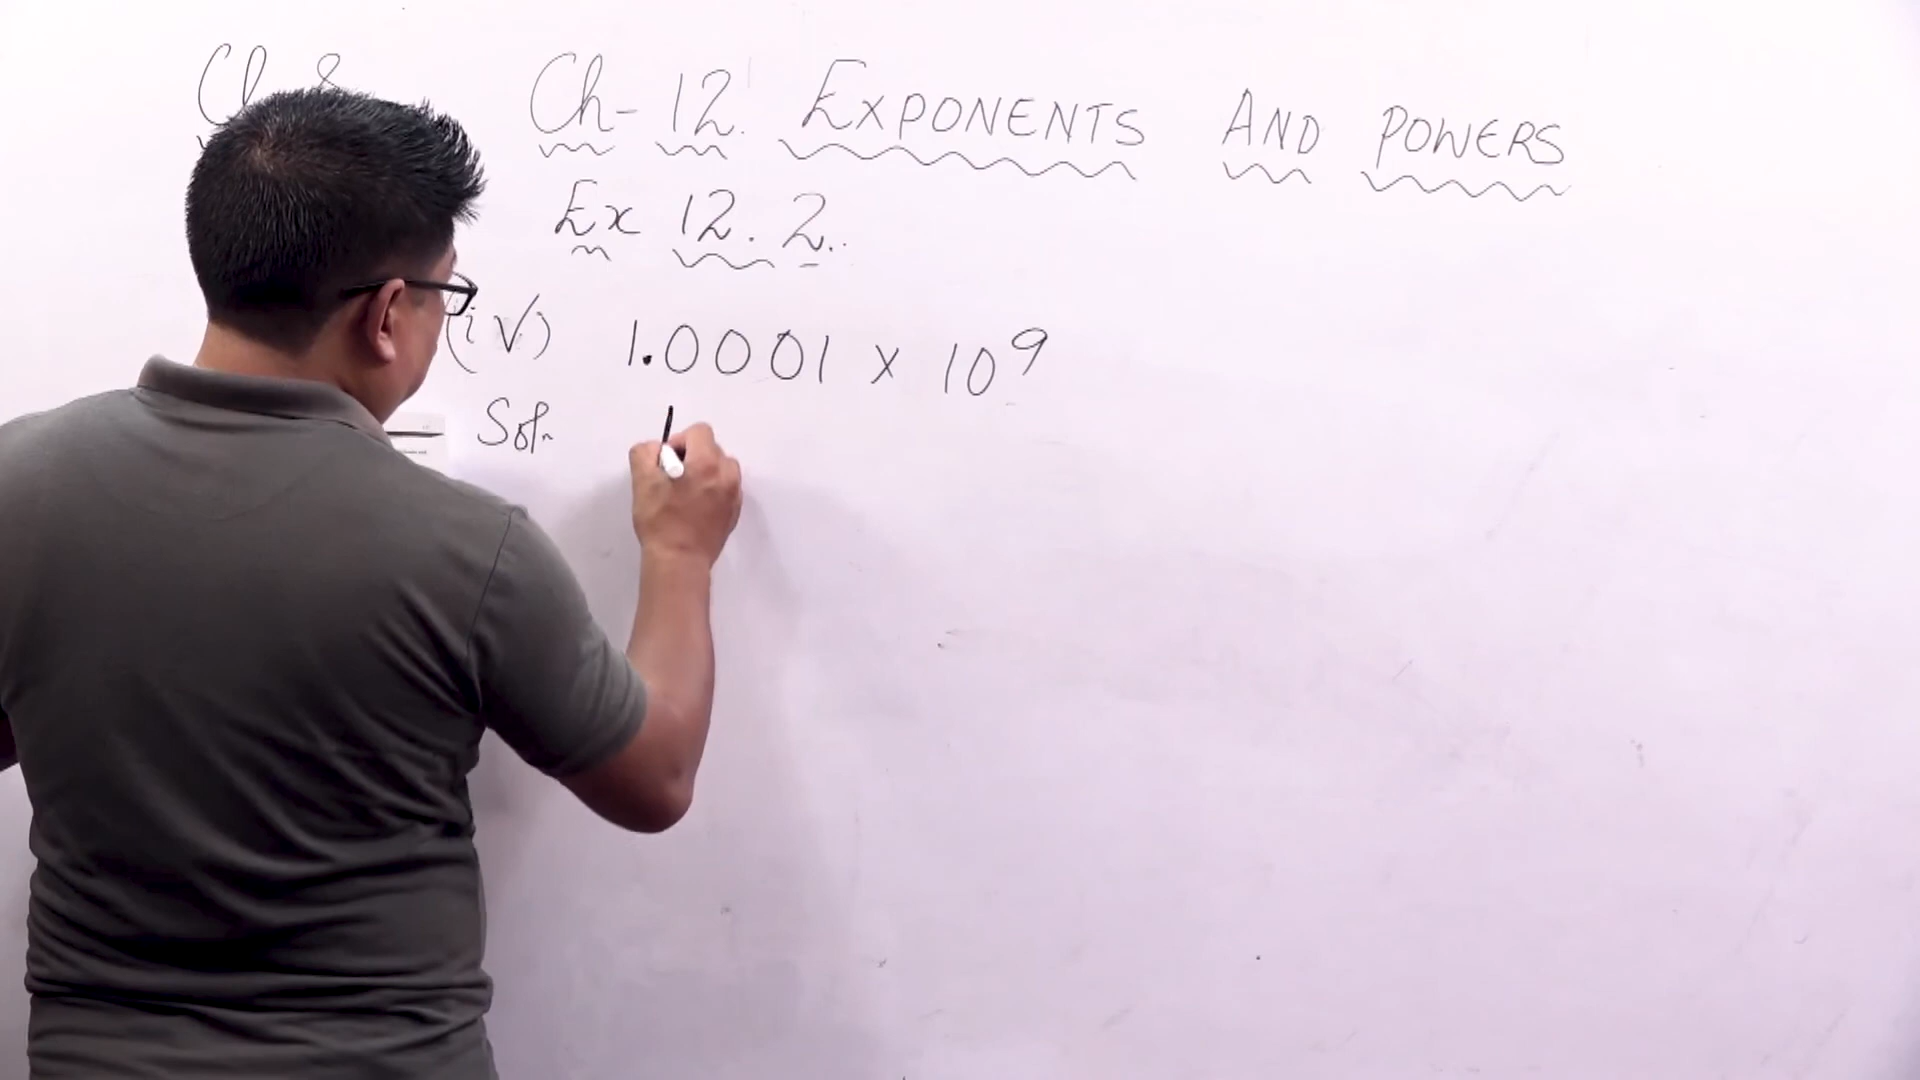 Ch- 12 EXPONENTS AND POWERS
Ex 12.2..
(iv) 1.0001 x 10⁹
Sol.